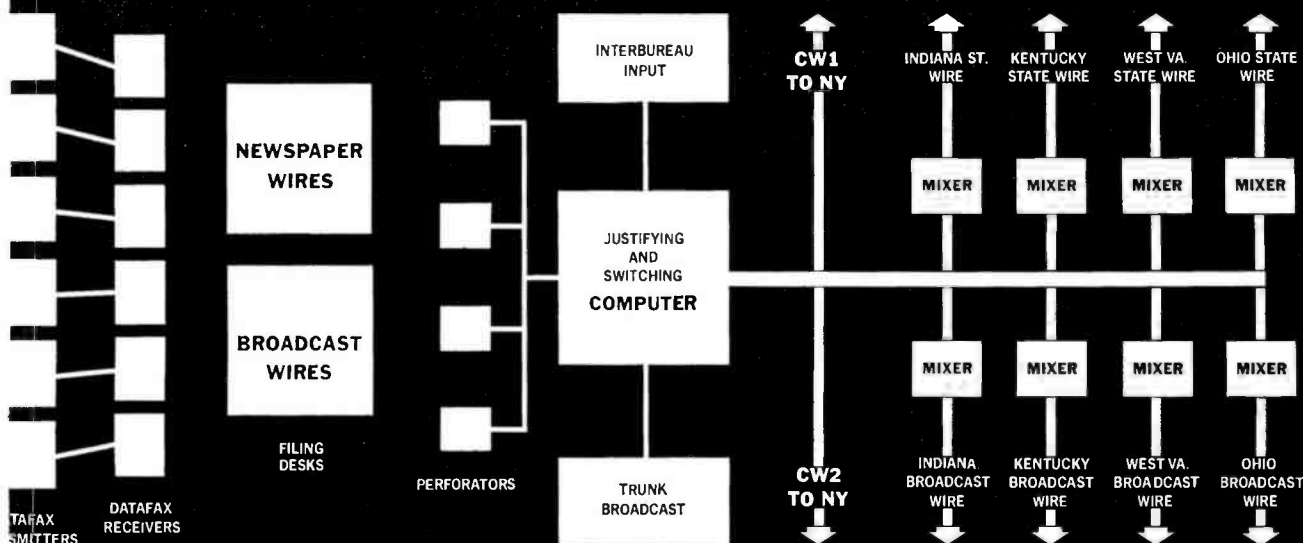 INTERBUREAU
INPUT
CW1
TO NY
INDIANA ST.
WIRE
KENTUCKY
STATE WIRE
WEST VA.
STATE WIRE
OHIO STATE
WIRE
NEWSPAPER
WIRES
MIXER
MIXER
MIXER
MIXER
JUSTIFYING
AND
SWITCHING
COMPUTER
BROADCAST
WIRES
MIXER
MIXER
MIXER
MIXER
FILING
DESKS
PERFORATORS
TRUNK
BROADCAST
CW2
TO NY
INDIANA
BROADCAST
WIRE
KENTUCKY
BROADCAST
WIRE
WEST VA.
BROADCAST
WIRE
OHIO
BROADCAST
WIRE
DATAFAX
RECEIVERS
TAFAX
SMITTERS